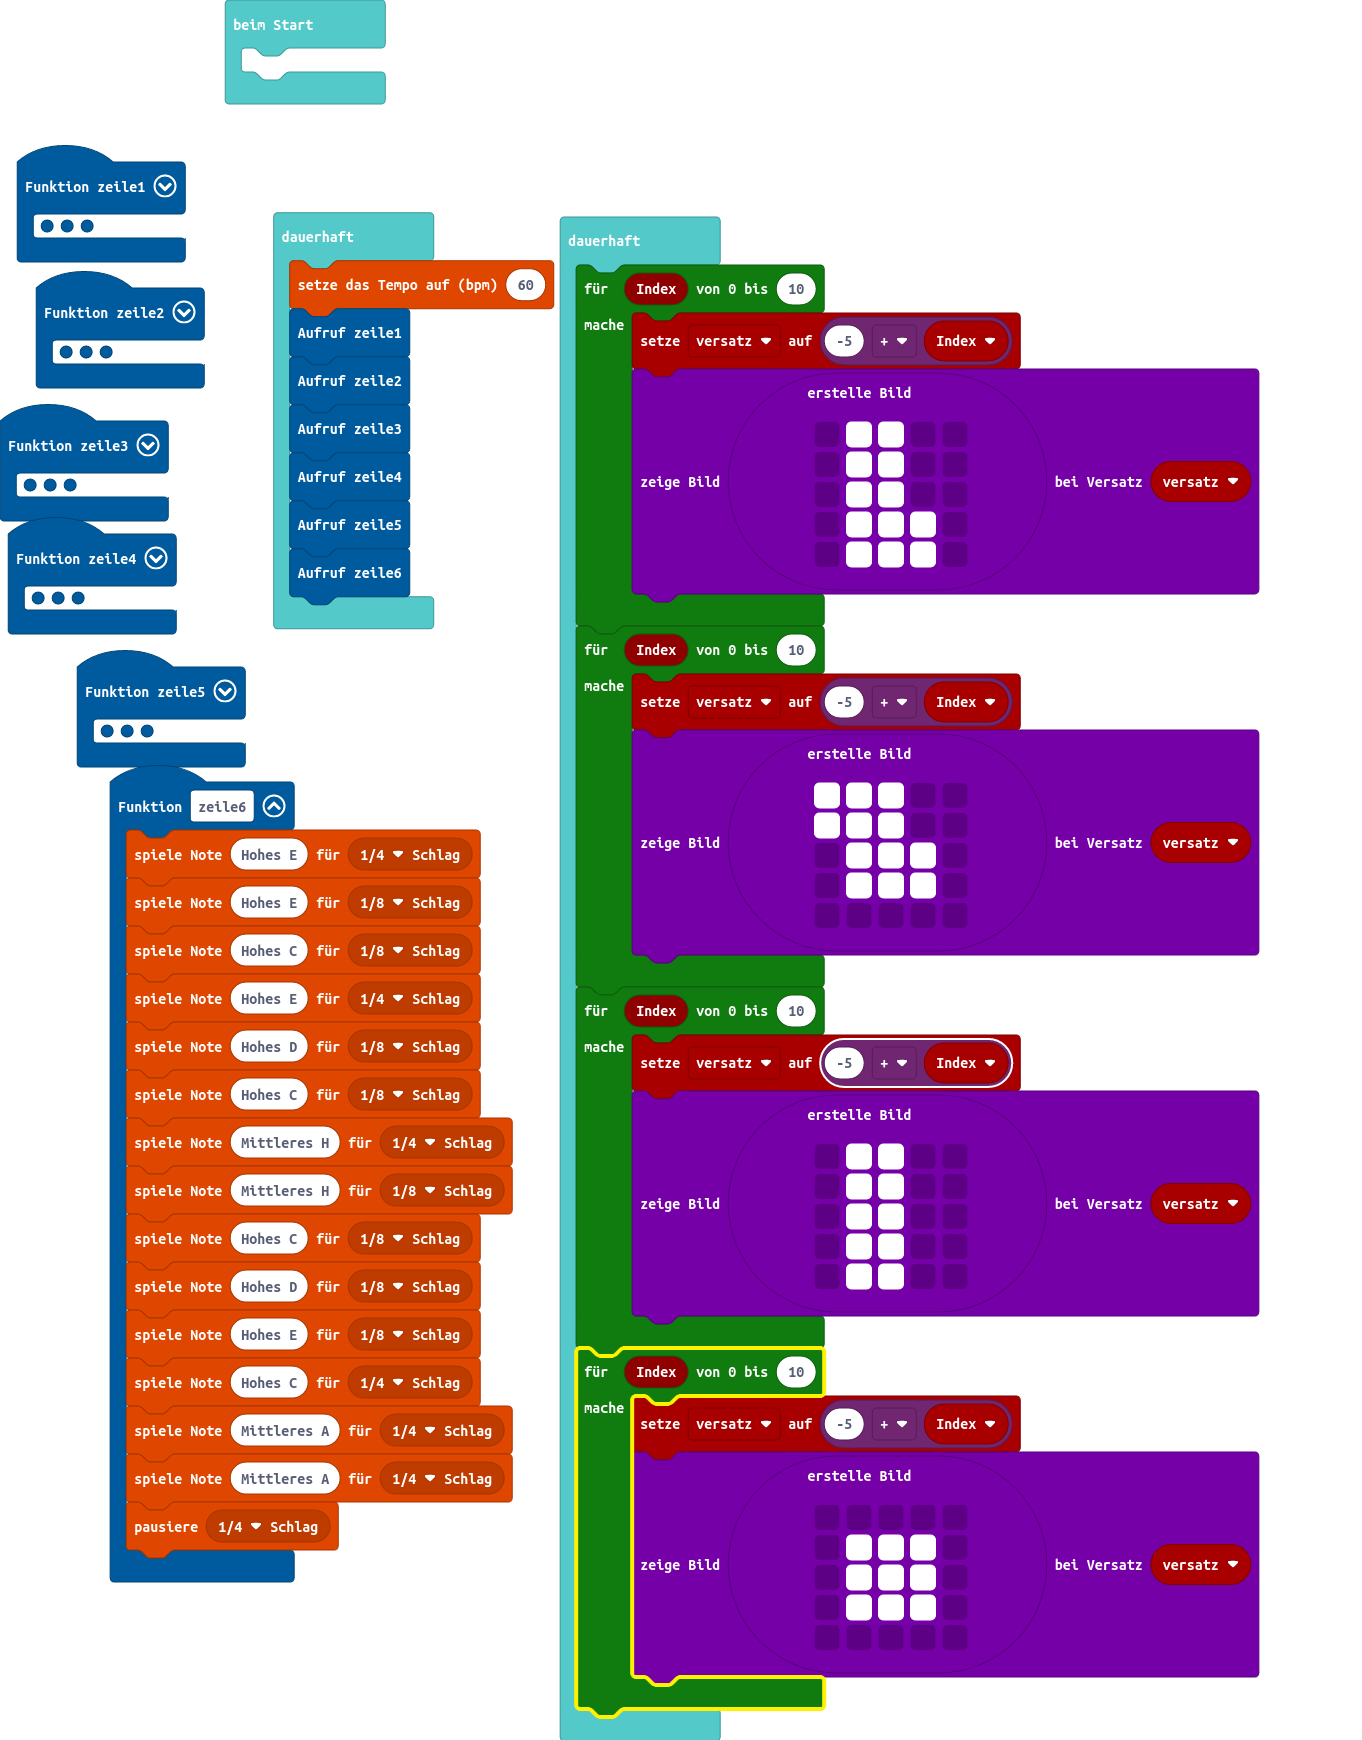 beim Start
Funktion zeile1
Funktion zeile2
Funktion zeile3
Funktion zeile4
Funktion zeile5
Funktion zeile6
spiele Note Hohes E für 1/4 Schlag
spiele Note Hohes E für 1/8 Schlag
spiele Note Hohes C für 1/8 Schlag
spiele Note Hohes E für 1/4 Schlag
spiele Note Hohes D für 1/8 Schlag
spiele Note Hohes C für 1/8 Schlag
spiele Note Mittleres H für 1/4 Schlag
spiele Note Mittleres H für 1/8 Schlag
spiele Note Hohes C für 1/8 Schlag
spiele Note Hohes D für 1/8 Schlag
spiele Note Hohes E für 1/8 Schlag
spiele Note Hohes C für 1/4 Schlag
spiele Note Mittleres A für 1/4 Schlag
spiele Note Mittleres A für 1/4 Schlag
pausiere 1/4 Schlag
dauerhaft
setze das Tempo auf (bpm) 60
Aufruf zeile1
Aufruf zeile2
Aufruf zeile3
Aufruf zeile4
Aufruf zeile5
Aufruf zeile6
dauerhaft
für Index von 0 bis 10
mache
setze versatz auf -5 + Index
erstelle Bild
zeige Bild bei Versatz versatz
für Index von 0 bis 10
mache
setze versatz auf -5 + Index
erstelle Bild
zeige Bild bei Versatz versatz
für Index von 0 bis 10
mache
setze versatz auf -5 + Index
erstelle Bild
zeige Bild bei Versatz versatz
für Index von 0 bis 10
mache
setze versatz auf -5 + Index
erstelle Bild
zeige Bild bei Versatz versatz